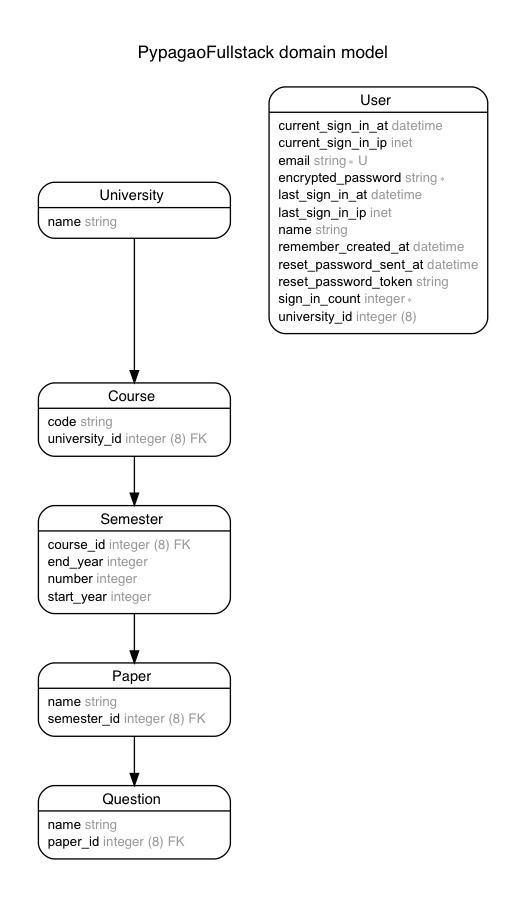 PypagaoFullstack domain model
User
current_sign_in_at datetime
current_sign_in_ip inet
email string * U
encrypted_password string *
last_sign_in_at datetime
last_sign_in_ip inet
name string
remember_created_at datetime
reset_password_sent_at datetime
reset_password_token string
sign_in_count integer *
university_id integer (8)
University
name string
Course
code string
university_id integer (8) FK
Semester
course_id integer (8) FK
end_year integer
number integer
start_year integer
Paper
name string
semester_id integer (8) FK
Question
name string
paper_id integer (8) FK